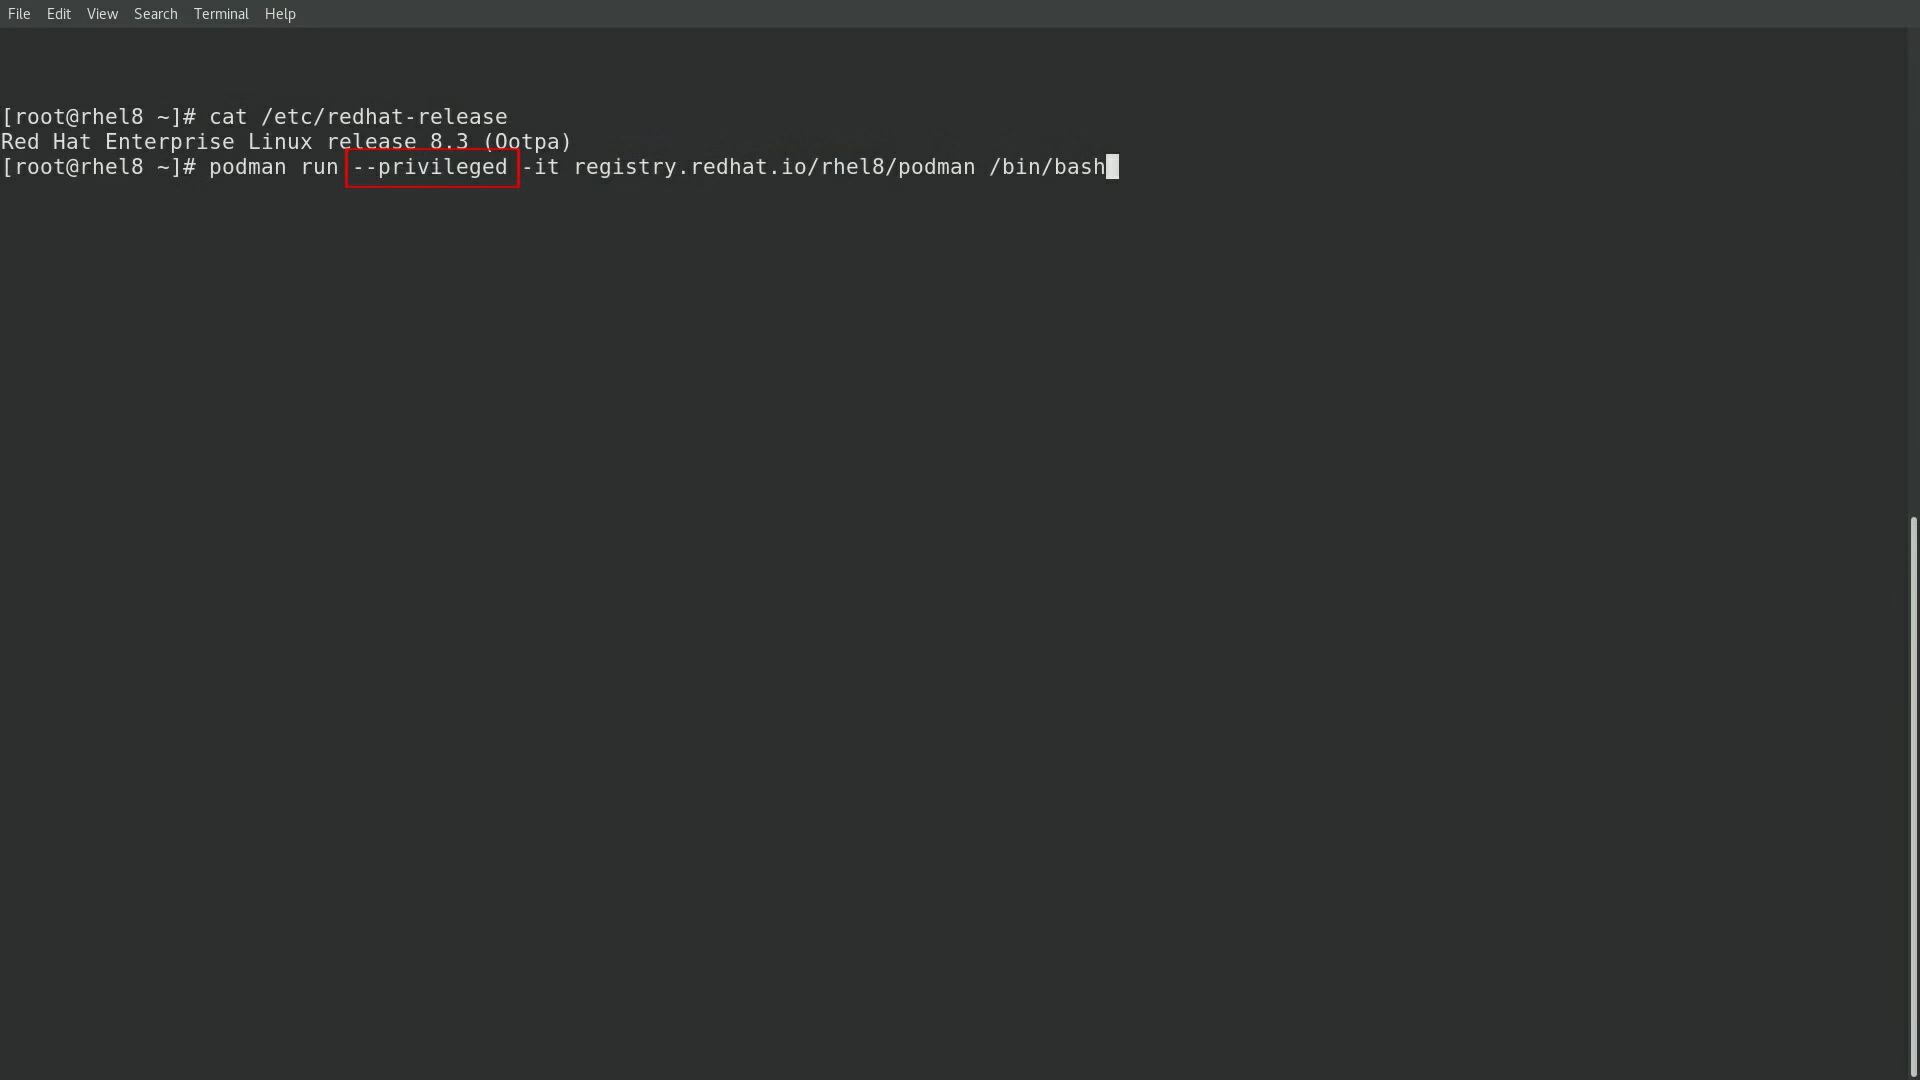 File Edit View Search Terminal Help
[root@rhel8 ~]# cat /etc/redhat-release
Red Hat Enterprise Linux release 8.3 (Ootpa)
[root@rhel8 ~]# podman run --privileged -it registry.redhat.io/rhel8/podman /bin/bash